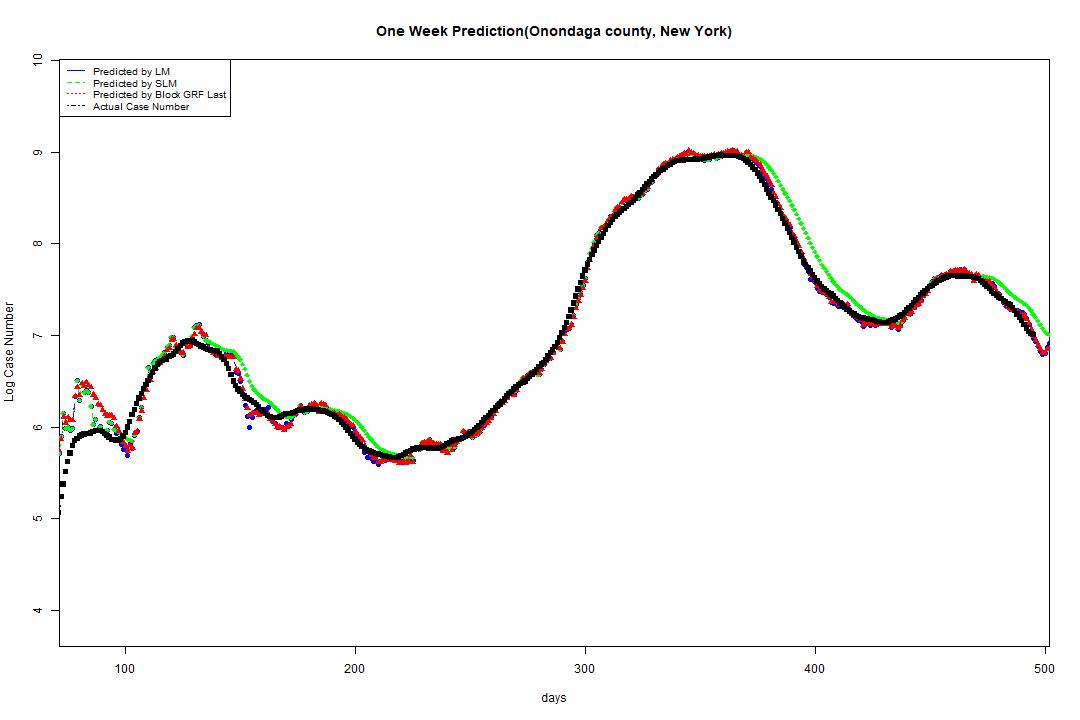 One Week Prediction(Onondaga county, New York)
Predicted by LM
Predicted by SLM
Predicted by Block GRF Last
Actual Case Number
10
9
8
7
6
5
4
Log Case Number
100 200 300 400 500
days